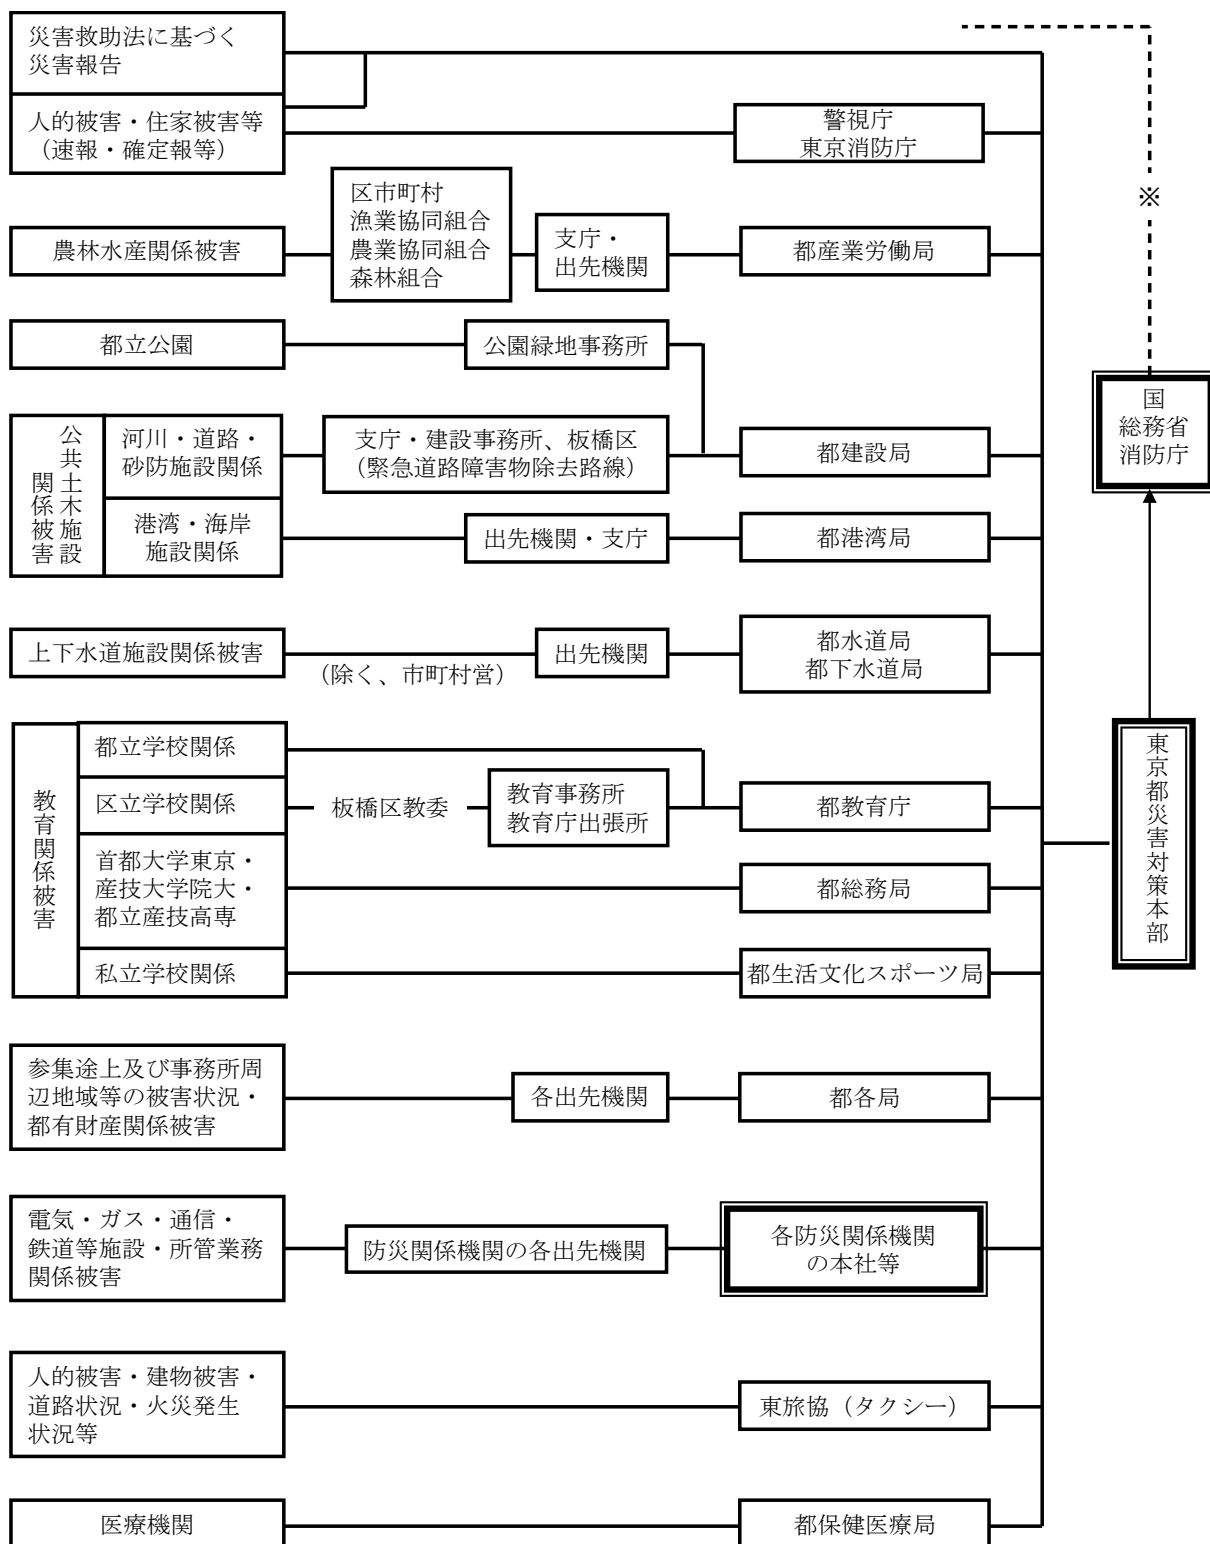 災害救助法に基づく
災害報告
人的被害・住家被害等
（速報・確定報等）
警視庁
東京消防庁
※
農林水産関係被害
区市町村
漁業協同組合
農業協同組合
森林組合
支庁・
出先機関
都産業労働局
都立公園
公園緑地事務所
国
総務省
消防庁
公共土木施設
関係被害
河川・道路・
砂防施設関係
支庁・建設事務所、板橋区
（緊急道路障害物除去路線）
都建設局
港湾・海岸
施設関係
出先機関・支庁
都港湾局
上下水道施設関係被害
（除く、市町村営）
出先機関
都水道局
都下水道局
教育関係被害
都立学校関係
区立学校関係
板橋区教委
教育事務所
教育庁出張所
都教育庁
東京都災害対策本部
首都大学東京・
産技大学院大・
都立産技高専
都総務局
私立学校関係
都生活文化スポーツ局
参集途上及び事務所周
辺地域等の被害状況・
都有財産関係被害
各出先機関
都各局
電気・ガス・通信・
鉄道等施設・所管業務
関係被害
防災関係機関の各出先機関
各防災関係機関
の本社等
人的被害・建物被害・
道路状況・火災発生
状況等
東旅協（タクシー）
医療機関
都保健医療局